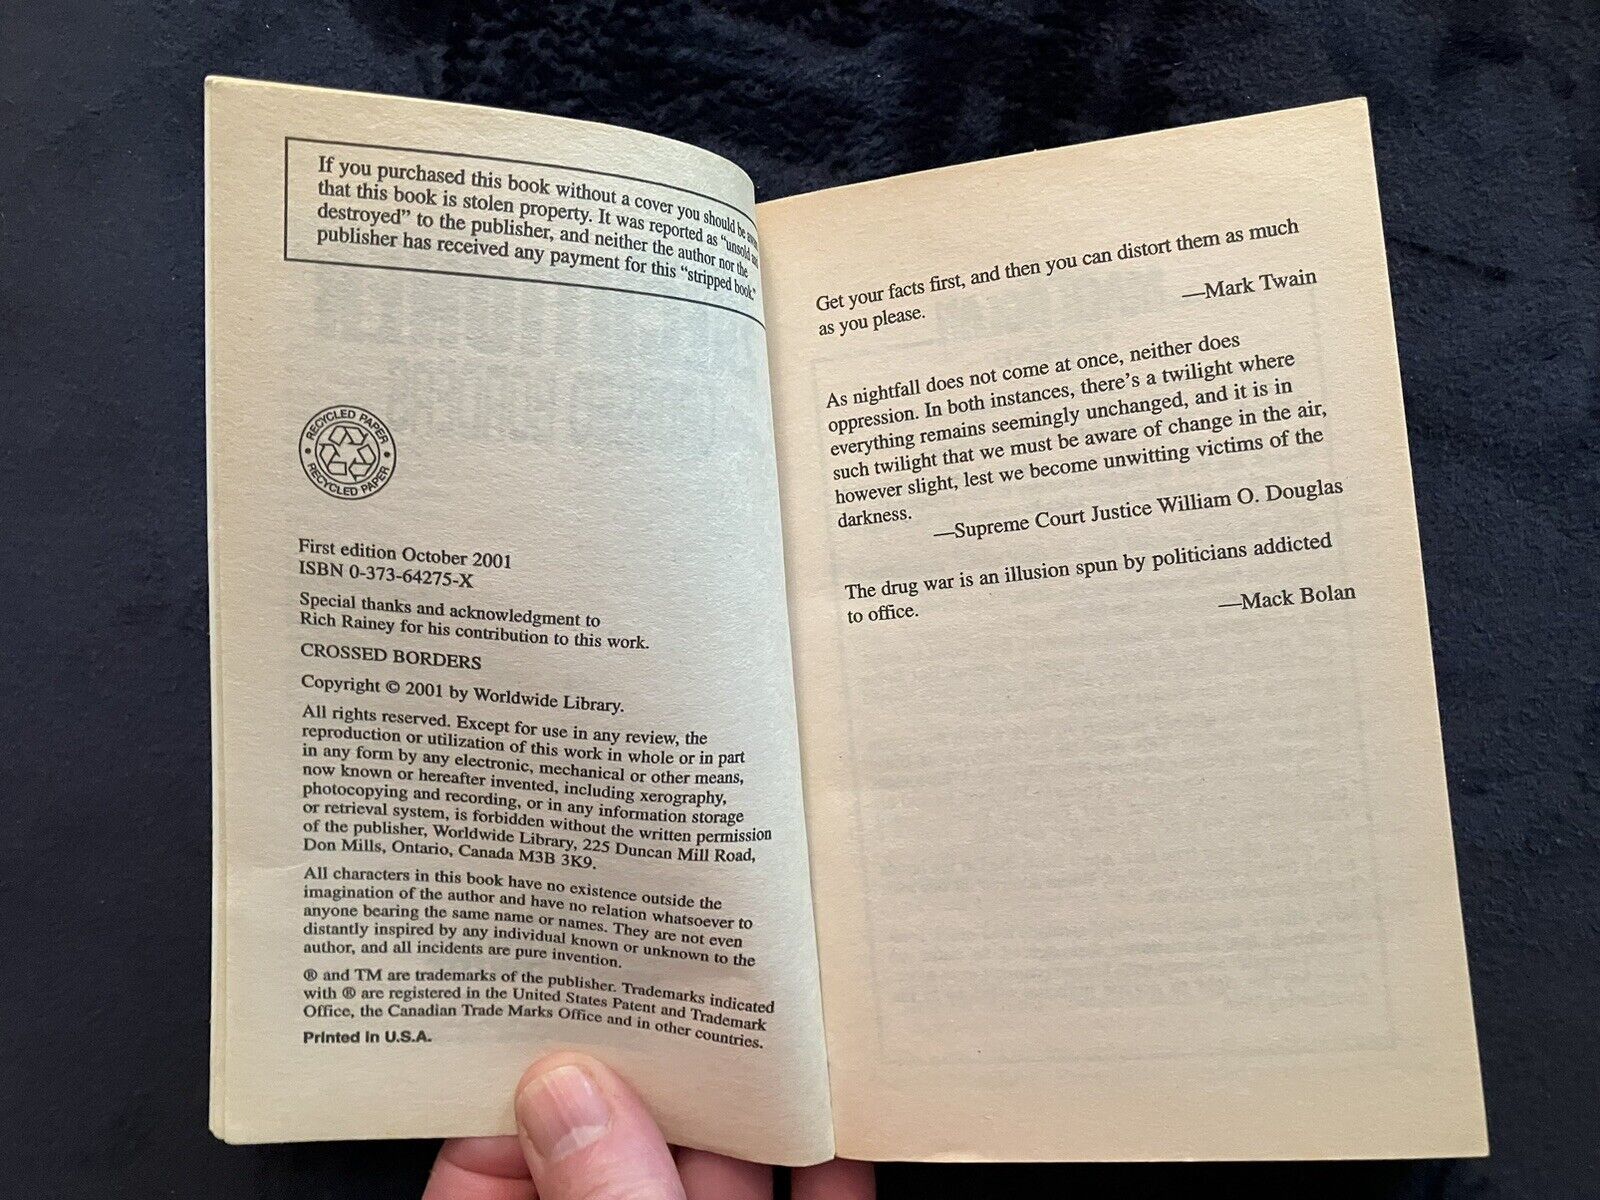 If you purchased this book without a cover you should be
that this book is stolen property. It was reported as "unsold and
destroyed" to the publisher, and neither the author nor the
publisher has received any payment for this "stripped book."
RECYCLED PAPER
RECYCLED PAPER
First edition October 2001
ISBN 0-373-64275-X
Special thanks and acknowledgment to
Rich Rainey for his contribution to this work.
CROSSED BORDERS
Copyright © 2001 by Worldwide Library.
All rights reserved. Except for use in any review, the
reproduction or utilization of this work in whole or in part
in any form by any electronic, mechanical or other means,
now known or hereafter invented, including xerography,
photocopying and recording, or in any information storage
or retrieval system, is forbidden without the written permission
of the publisher, Worldwide Library, 225 Duncan Mill Road,
Don Mills, Ontario, Canada M3B 3K9.
All characters in this book have no existence outside the
imagination of the author and have no relation whatsoever to
anyone bearing the same name or names. They are not even
distantly inspired by any individual known or unknown to the
author, and all incidents are pure invention.
® and TM are trademarks of the publisher. Trademarks indicated
with ® are registered in the United States Patent and Trademark
Office, the Canadian Trade Marks Office and in other countries.
Printed in U.S.A.
Get your facts first, and then you can distort them as much
as you please.
—Mark Twain
As nightfall does not come at once, neither does
oppression. In both instances, there's a twilight where
everything remains seemingly unchanged, and it is in
such twilight that we must be aware of change in the air,
however slight, lest we become unwitting victims of the
darkness.
—Supreme Court Justice William O. Douglas
The drug war is an illusion spun by politicians addicted
to office.
—Mack Bolan